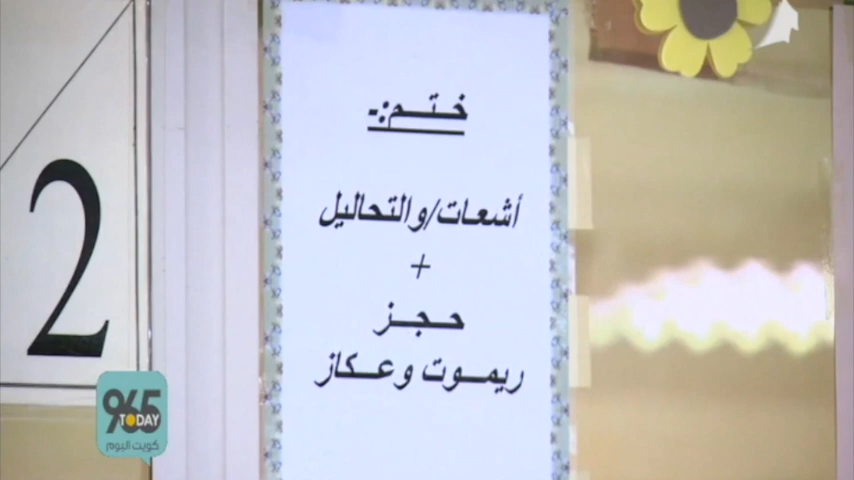 ختم:-
أشعات/والتحاليل
+
حجز
ريموت وعكاز
2
965
TODAY
كويت اليوم